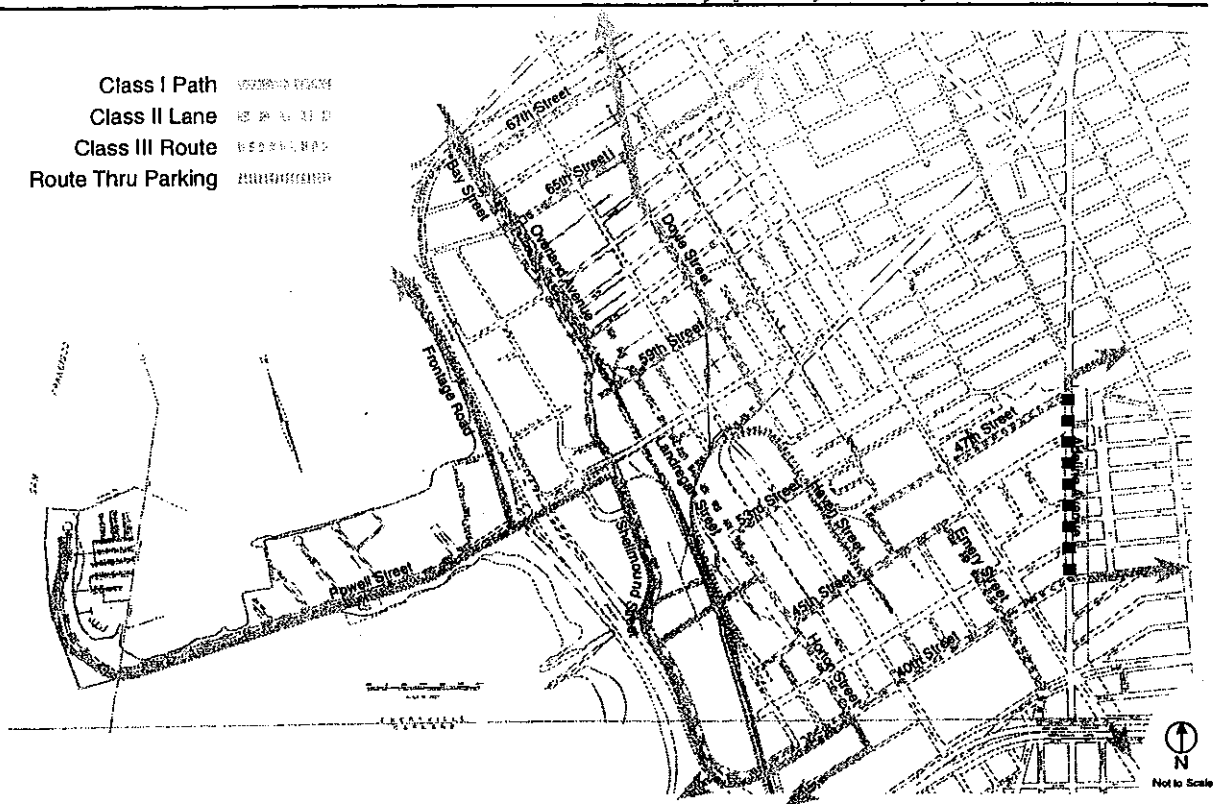 Class I Path
Class II Lane
Class III Route
Route Thru Parking
67th Street
Bay Street
65th Street
Overland Avenue
Doyle Street
Frontage Road
59th Street
47th Street
Landregan Street
53rd Street
Haven Street
Emery Street
Shellmound Street
Powell Street
45th Street
Horton Street
40th Street
N
Not to Scale